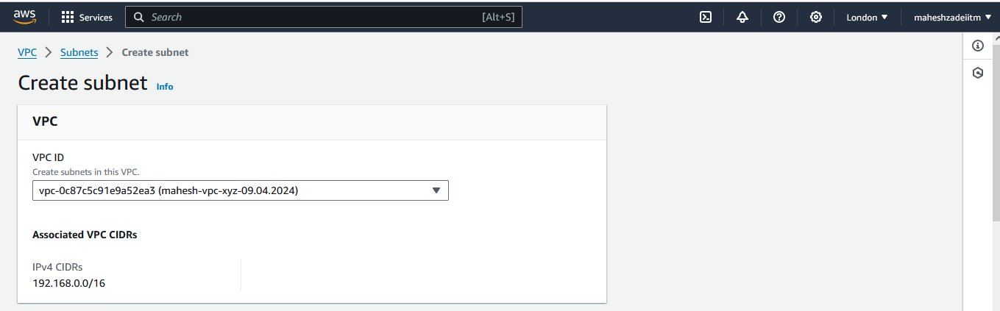 aws
Services
Search
[Alt+S]
London
maheshzadeiitm
VPC
Subnets
Create subnet
Create subnet Info
VPC
VPC ID
Create subnets in this VPC.
vpc-0c87c5c91e9a52ea3 (mahesh-vpc-xyz-09.04.2024)
Associated VPC CIDRs
IPv4 CIDRs
192.168.0.0/16